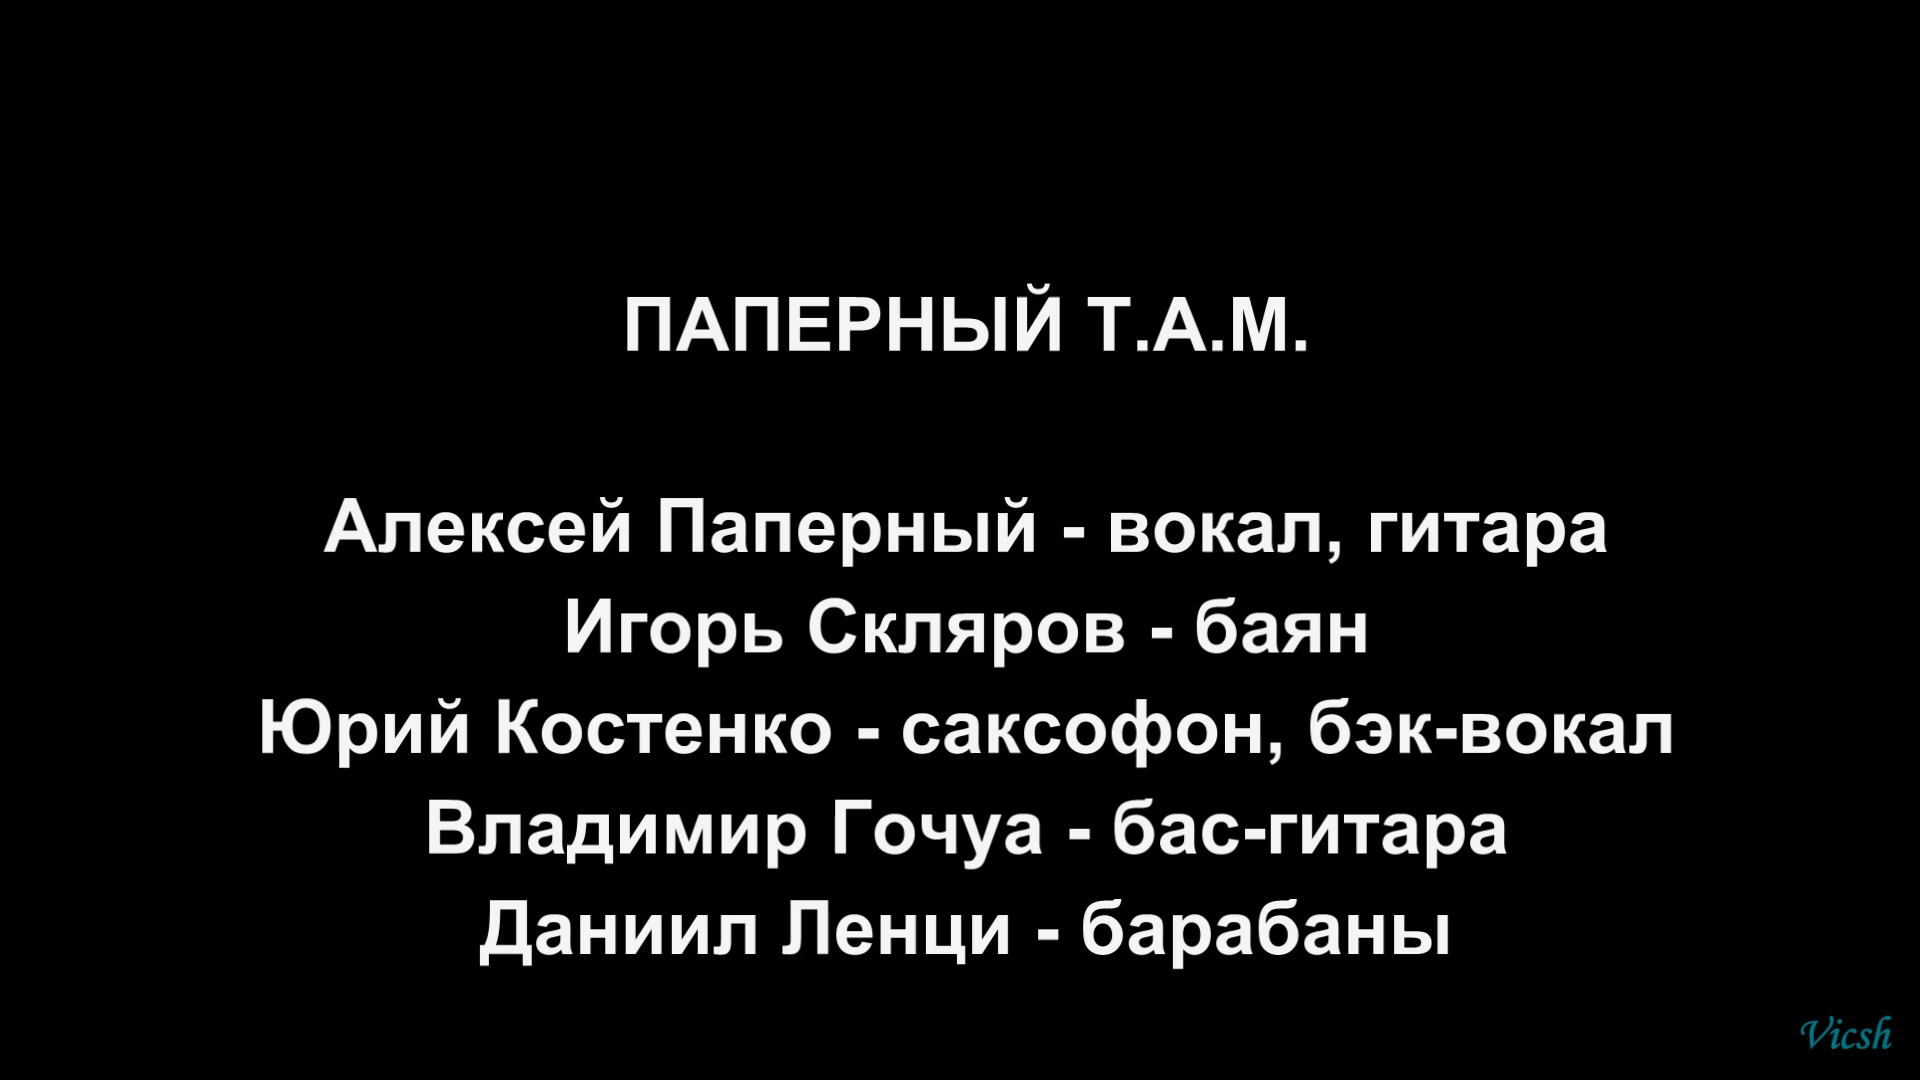 ПАПЕРНЫЙ Т.А.М.
Алексей Паперный - вокал, гитара
Игорь Скляров - баян
Юрий Костенко - саксофон, бэк-вокал
Владимир Гочуа - бас-гитара
Даниил Ленци - барабаны
Vicsh